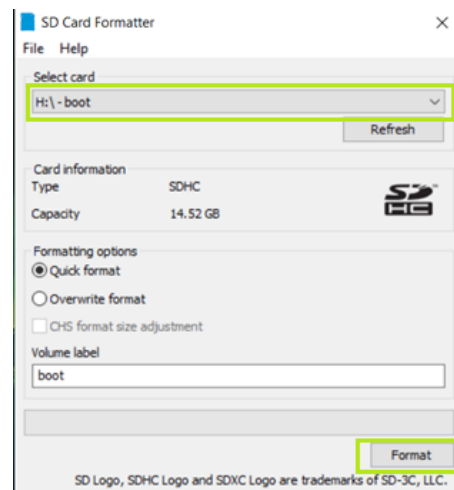 SD Card Formatter
File Help
Select card
H:\ - boot
Refresh
Card information
Type SDHC
Capacity 14.52 GB
SD
HC
Formatting options
Quick format
Overwrite format
CHS format size adjustment
Volume label
boot
Format
SD Logo, SDHC Logo and SDXC Logo are trademarks of SD-3C, LLC.